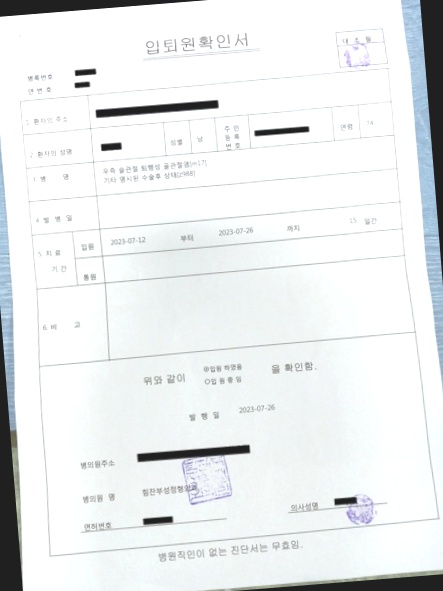 입퇴원확인서
대 조 필
병록번호
연 번 호
1. 환자의 주소
2. 환자의 성명 성별 남 주 민 등 록 번 호 연령 74
3. 병 명 우측 슬관절 퇴행성 골관절염(m17)
기타 명시된 수술후 상태(z988)
4. 발 병 일
5. 치 료 기 간 입원 2023-07-12 부터 2023-07-26 까지 15 일간
통원
6. 비 고
위와 같이 ◎입원 하였음 을 확인함.
○입 원 중 임
발 행 일 2023-07-26
병의원주소
병의원 명 힘찬부성정형외과
면허번호 의사성명
병원직인이 없는 진단서는 무효임.